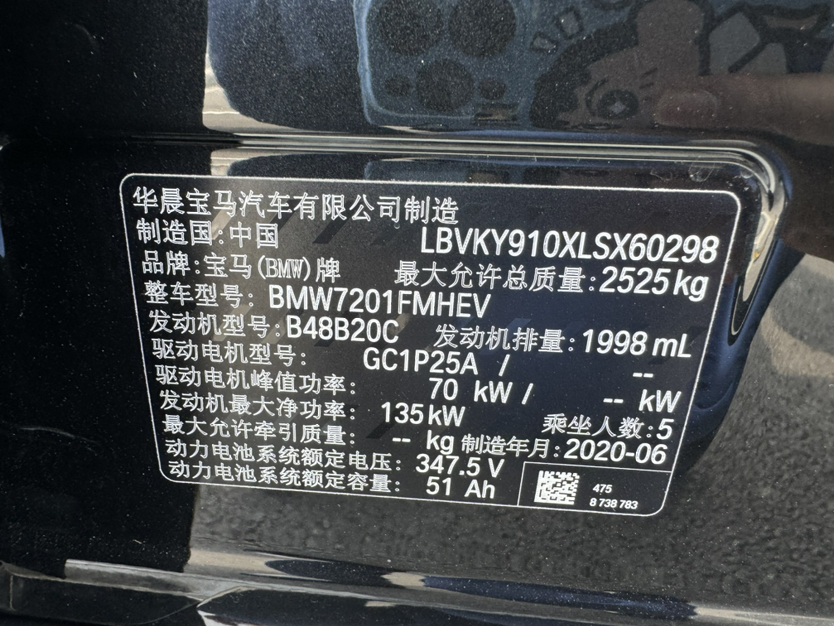 华晨宝马汽车有限公司制造
制造国:中国 LBVKY910XLSX60298
品牌:宝马(BMW)牌 最大允许总质量:2525kg
整车型号: BMW7201FMHEV
发动机型号:B48B20C 发动机排量:1998 mL
驱动电机型号: GC1P25A / --
驱动电机峰值功率: 70 kW / -- kW
发动机最大净功率: 135kW 乘坐人数:5
最大允许牵引质量: -- kg 制造年月:2020-06
动力电池系统额定电压: 347.5 V
动力电池系统额定容量: 51 Ah
475
8 738 783